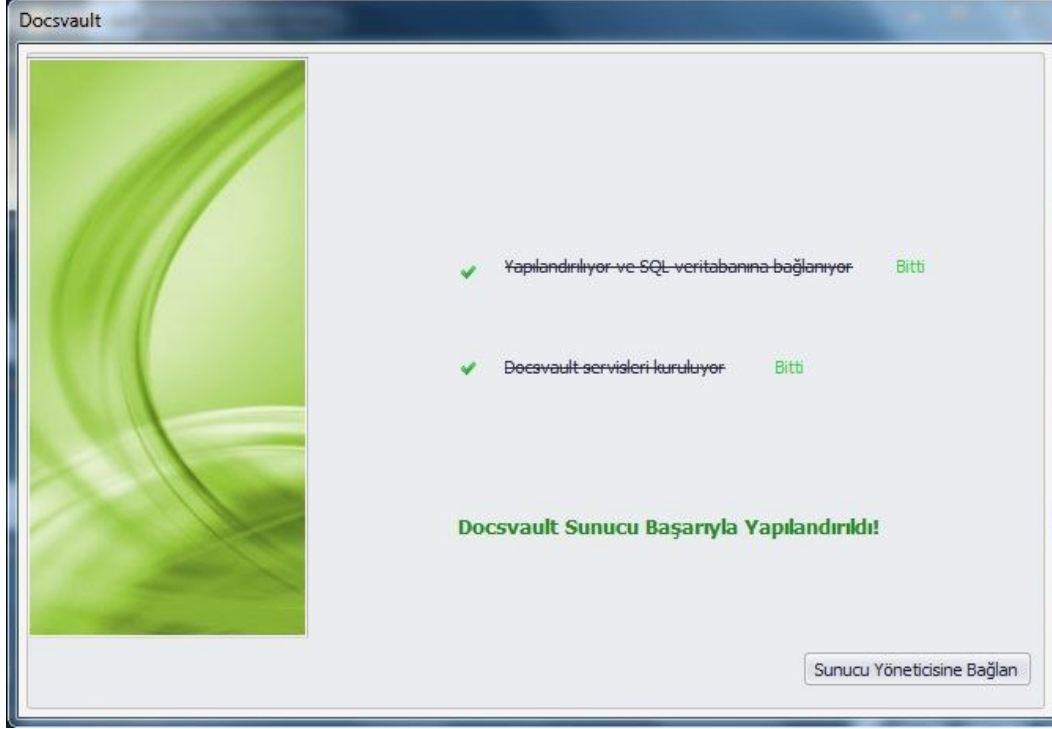 Docsvault
Yapılandırılıyor ve SQL veritabanına bağlanıyor Bitti
Docsvault servisleri kuruluyor Bitti
Docsvault Sunucu Başarıyla Yapılandırıldı!
Sunucu Yöneticisine Bağlan